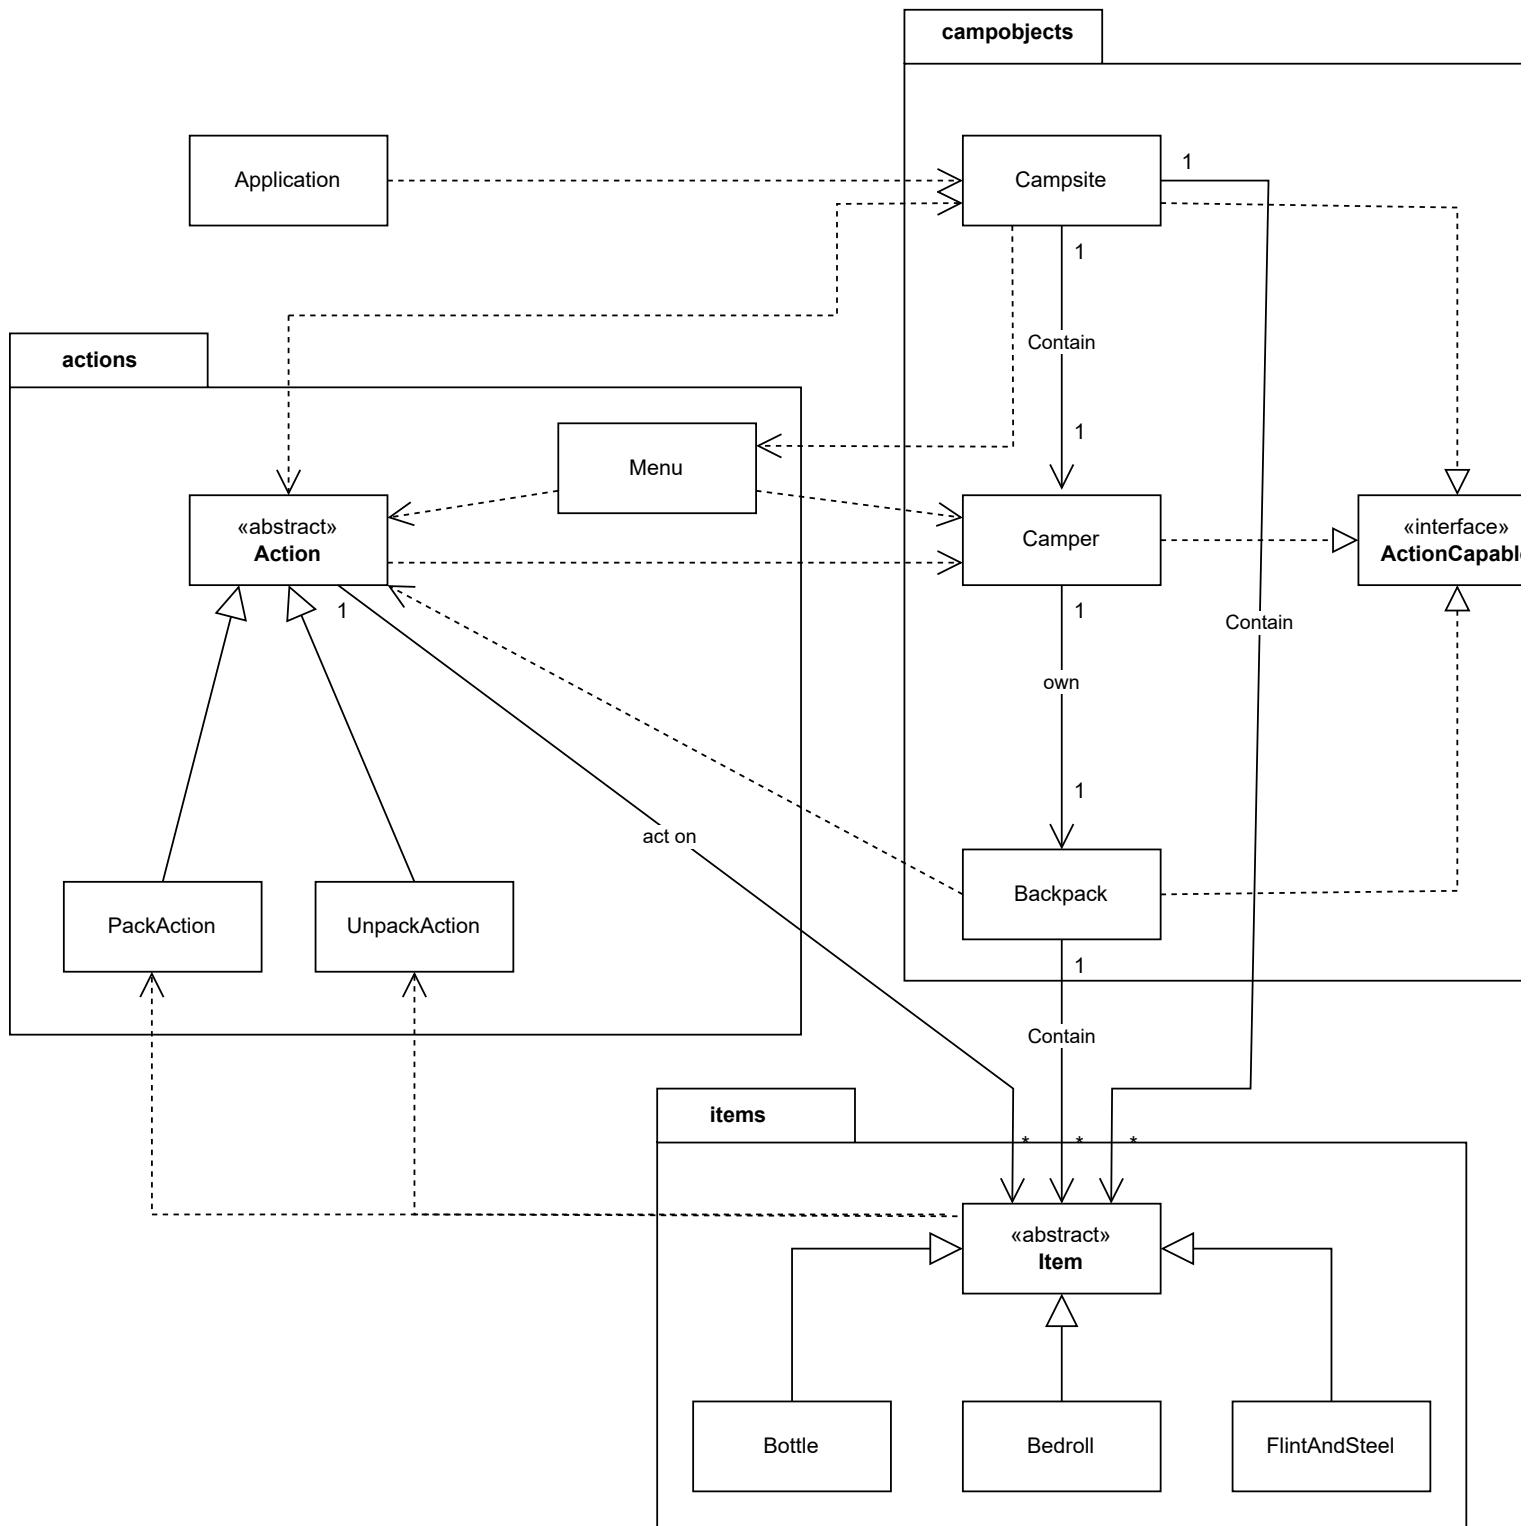 campobjects
Application
Campsite
1
1
Contain
actions
1
Menu
«abstract»
Action
Camper
«interface»
ActionCapabl
1
1
Contain
own
1
act on
Backpack
PackAction
UnpackAction
1
Contain
items
*
*
*
«abstract»
Item
Bottle
Bedroll
FlintAndSteel